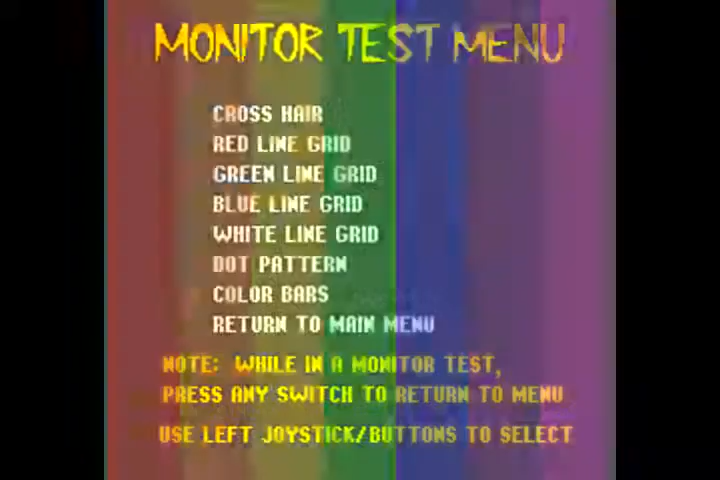 MONITOR TEST MENU
CROSS HAIR
RED LINE GRID
GREEN LINE GRID
BLUE LINE GRID
WHITE LINE GRID
DOT PATTERN
COLOR BARS
RETURN TO MAIN MENU
NOTE: WHILE IN A MONITOR TEST,
PRESS ANY SWITCH TO RETURN TO MENU
USE LEFT JOYSTICK/BUTTONS TO SELECT